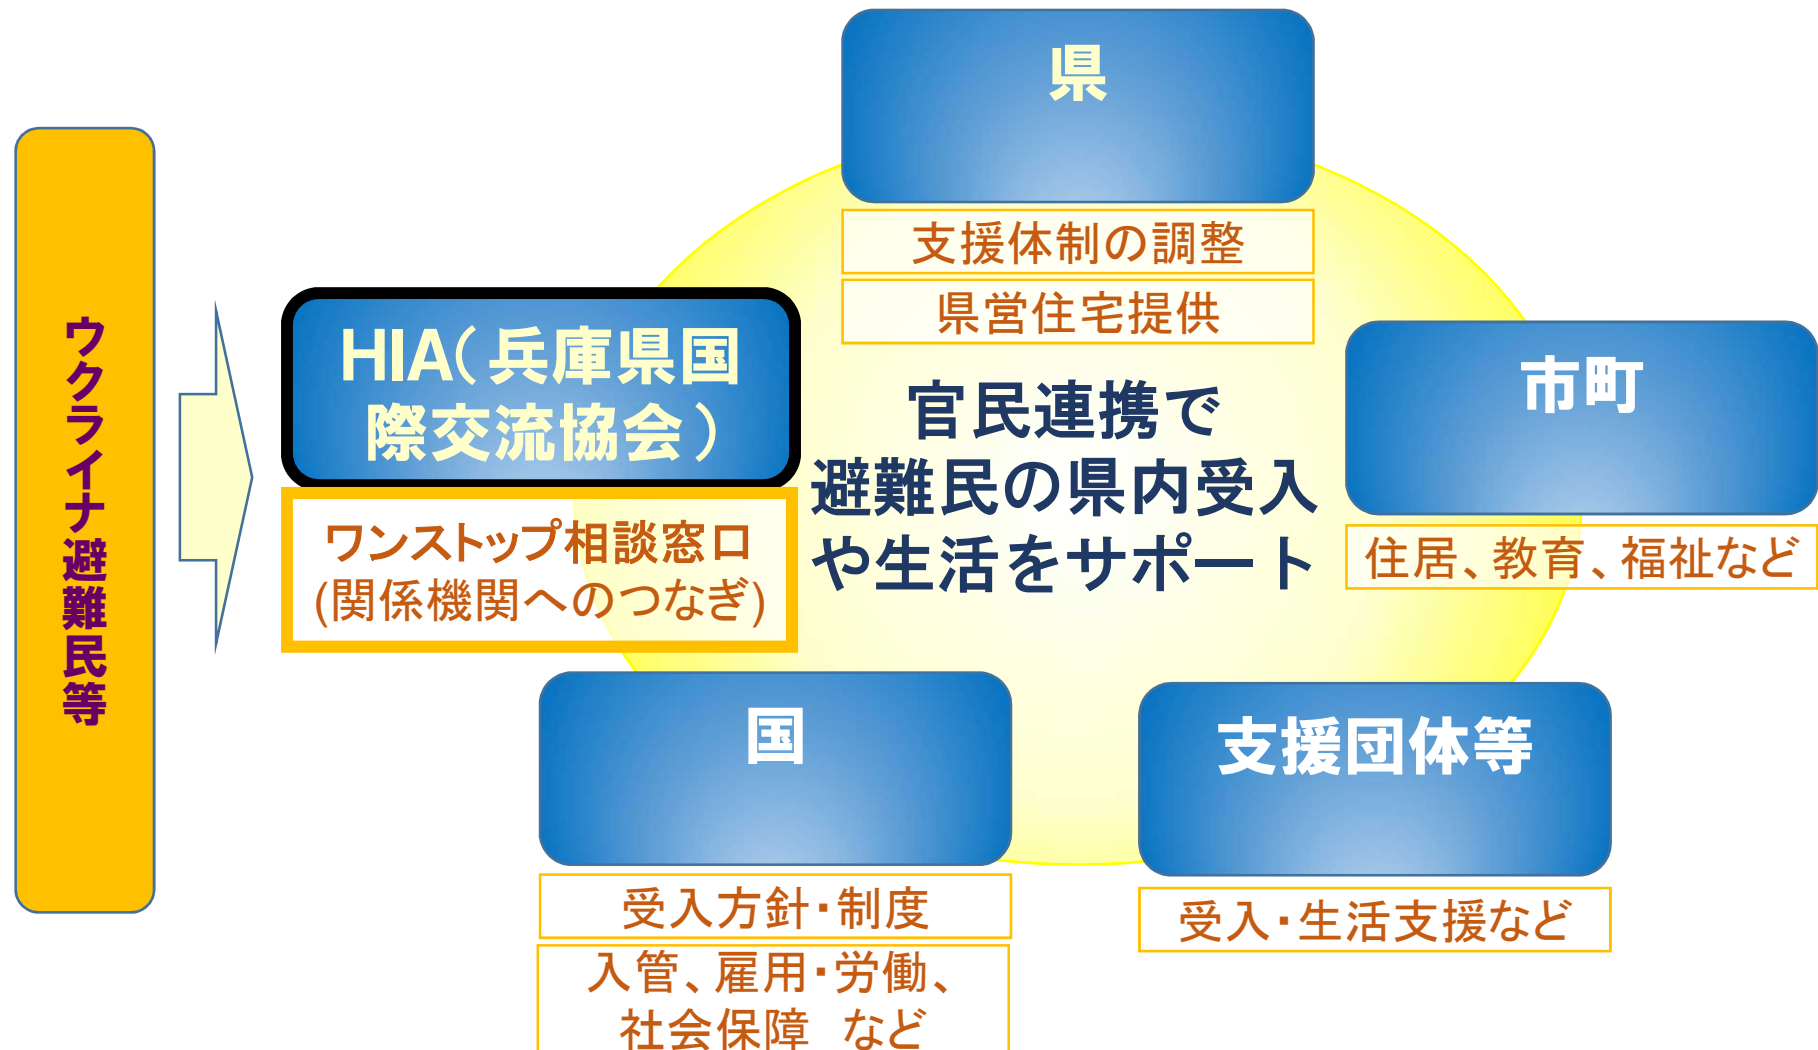 ウクライナ避難民等
県
支援体制の調整
県営住宅提供
HIA(兵庫県国
際交流協会)
ワンストップ相談窓口
(関係機関へのつなぎ)
官民連携で
避難民の県内受入
や生活をサポート
市町
住居、教育、福祉など
国
受入方針・制度
入管、雇用・労働、
社会保障　など
支援団体等
受入・生活支援など